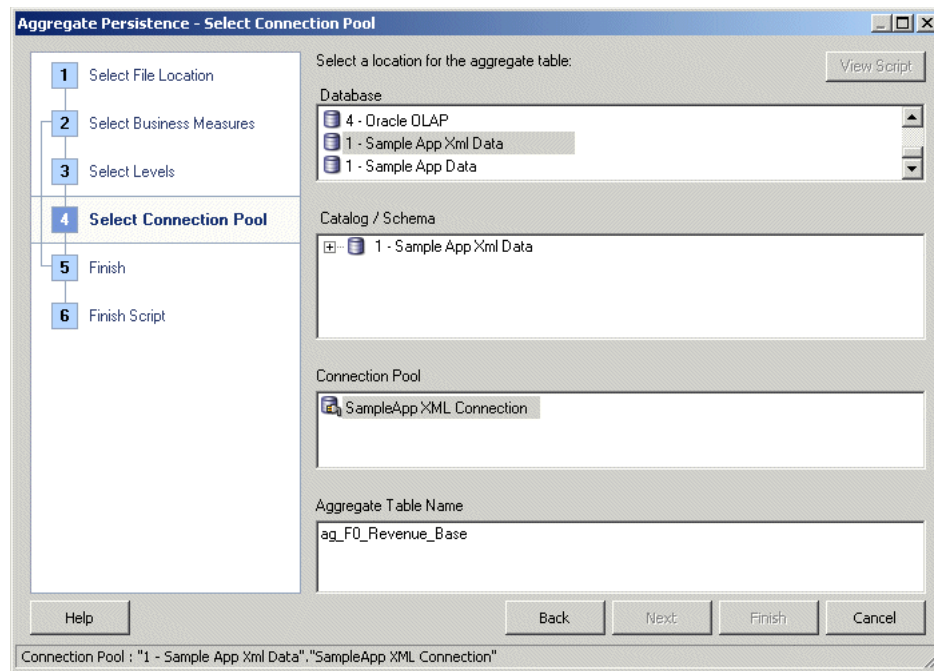 Aggregate Persistence - Select Connection Pool
1 Select File Location
2 Select Business Measures
3 Select Levels
4 Select Connection Pool
5 Finish
6 Finish Script
Select a location for the aggregate table:
View Script
Database
4 - Oracle OLAP
1 - Sample App Xml Data
1 - Sample App Data
Catalog / Schema
1 - Sample App Xml Data
Connection Pool
SampleApp XML Connection
Aggregate Table Name
ag_F0_Revenue_Base
Help
Back
Next
Finish
Cancel
Connection Pool : "1 - Sample App Xml Data"."SampleApp XML Connection"